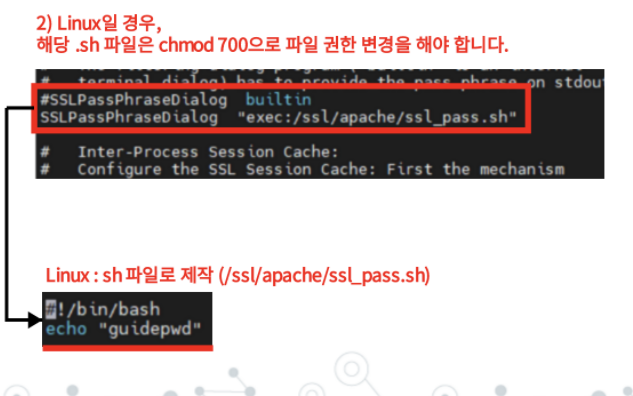 2) Linux일 경우,
해당 .sh 파일은 chmod 700으로 파일 권한 변경을 해야 합니다.
# terminal dialog) has to provide the pass phrase on stdou
#SSLPassPhraseDialog builtin
SSLPassPhraseDialog "exec:/ssl/apache/ssl_pass.sh"
# Inter-Process Session Cache:
# Configure the SSL Session Cache: First the mechanism
Linux : sh 파일로 제작 (/ssl/apache/ssl_pass.sh)
#!/bin/bash
echo "guidepwd"